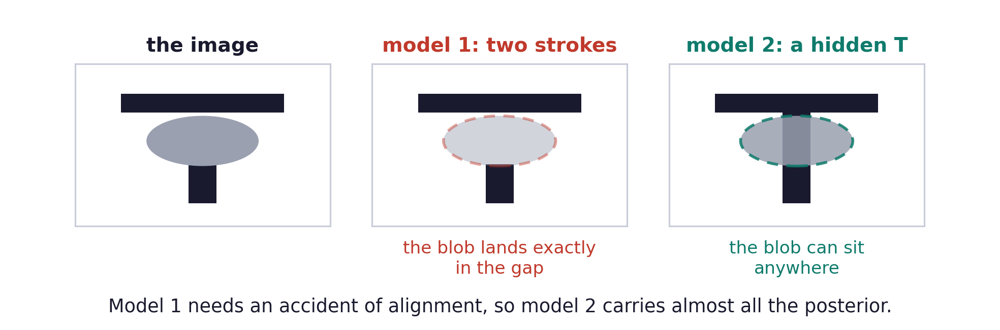 the image
model 1: two strokes
model 2: a hidden T
the blob lands exactly
in the gap
the blob can sit
anywhere
Model 1 needs an accident of alignment, so model 2 carries almost all the posterior.